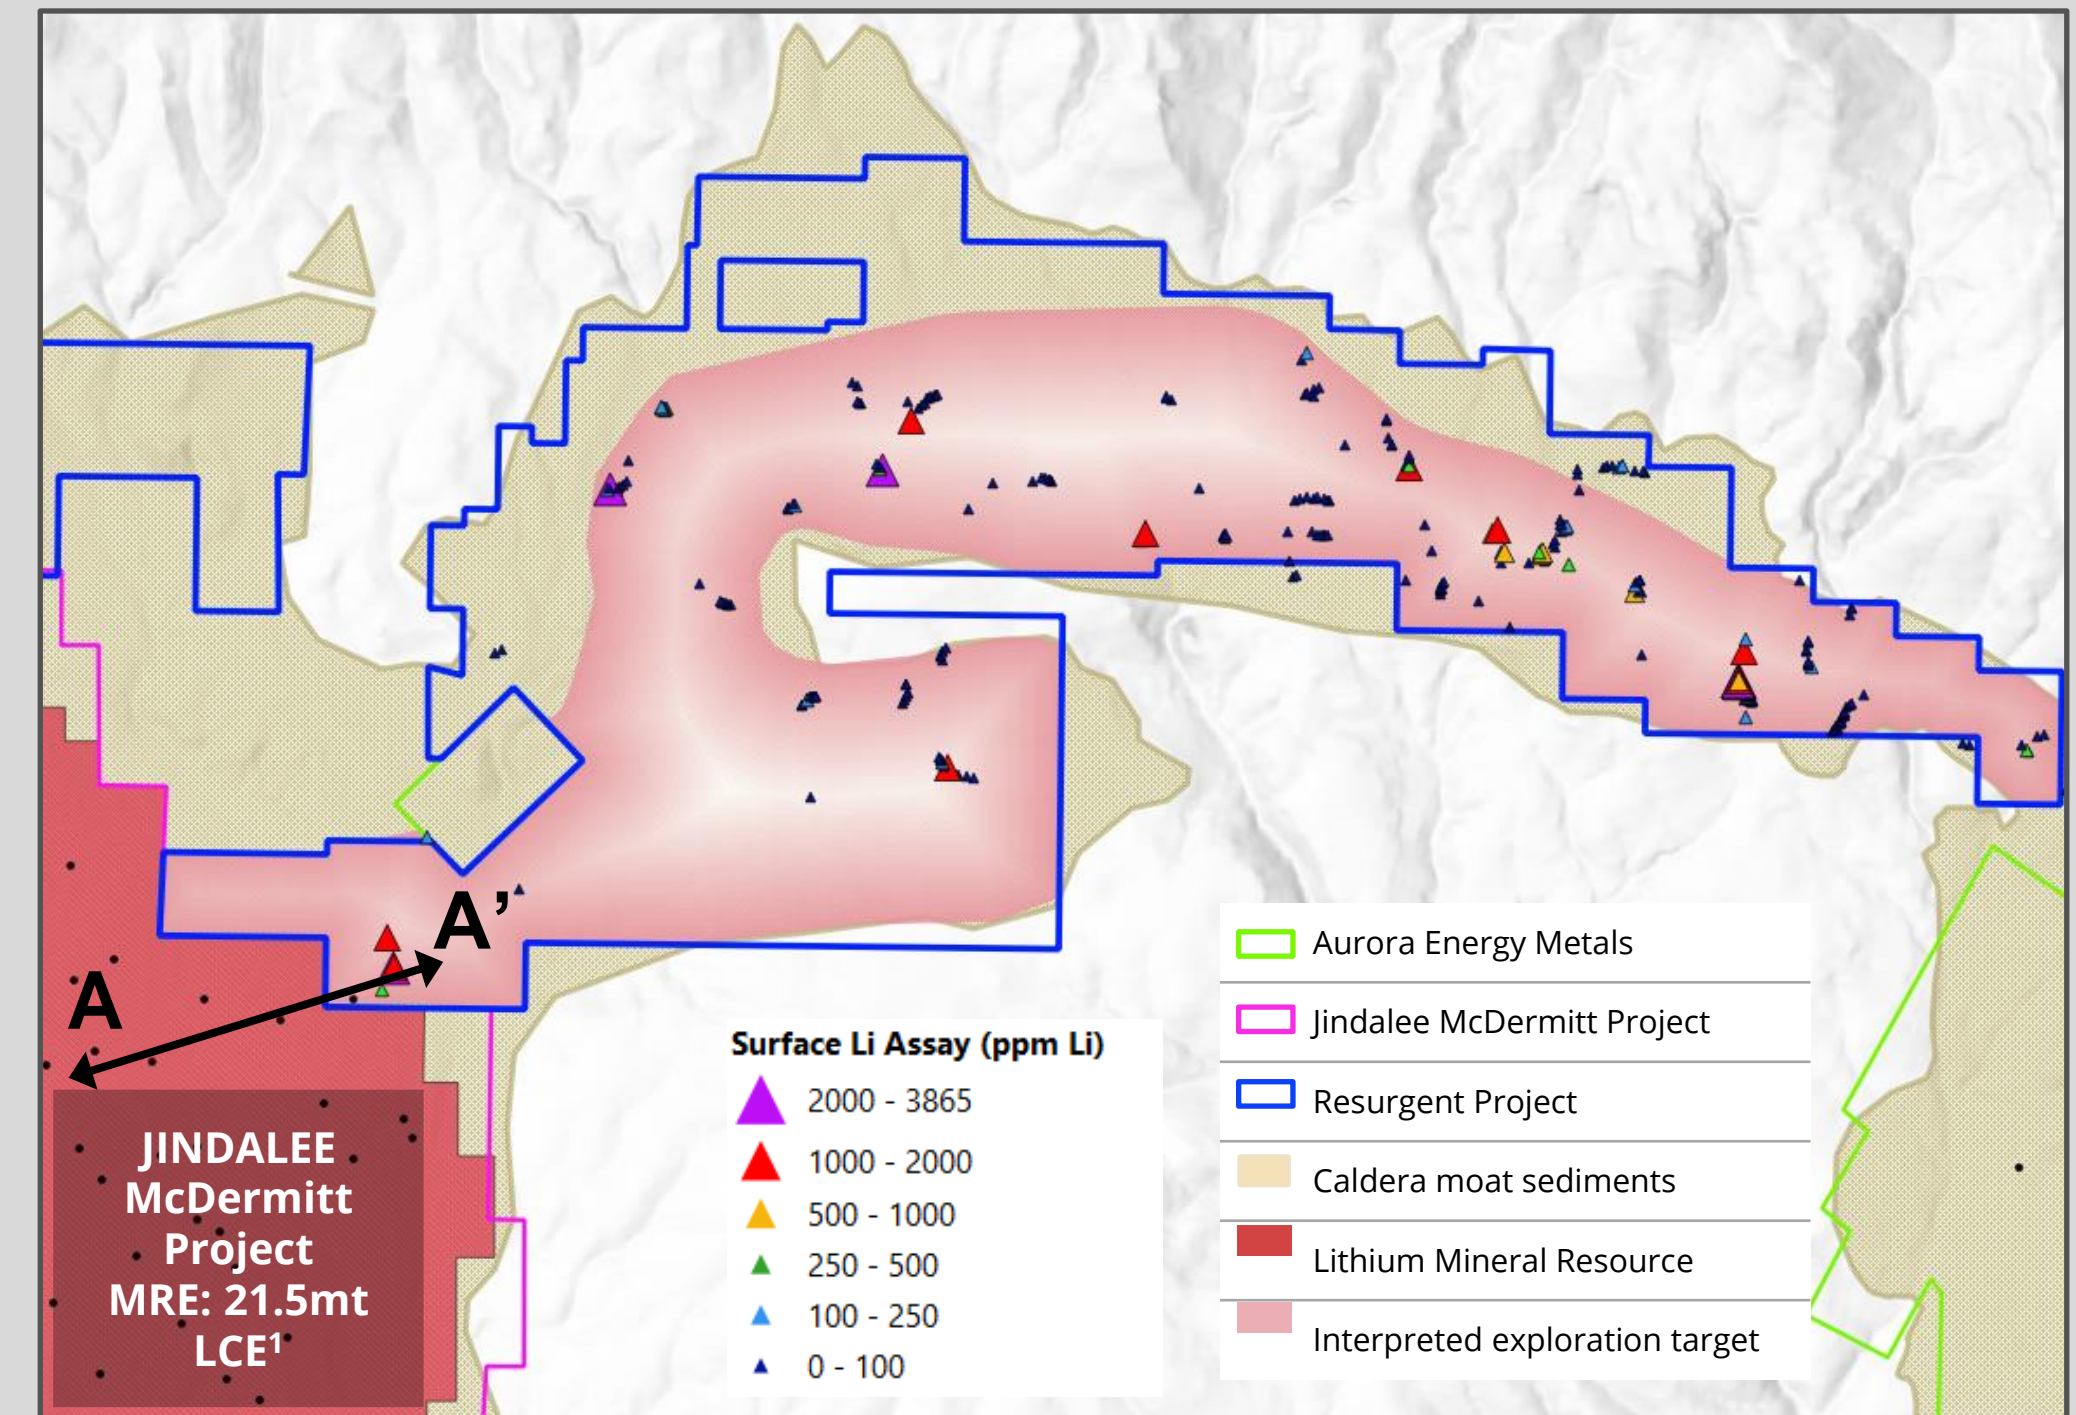 A’
A
JINDALEE
McDermitt
Project
MRE: 21.5mt
LCE¹
Surface Li Assay (ppm Li)
2000 - 3865
1000 - 2000
500 - 1000
250 - 500
100 - 250
0 - 100
Aurora Energy Metals
Jindalee McDermitt Project
Resurgent Project
Caldera moat sediments
Lithium Mineral Resource
Interpreted exploration target